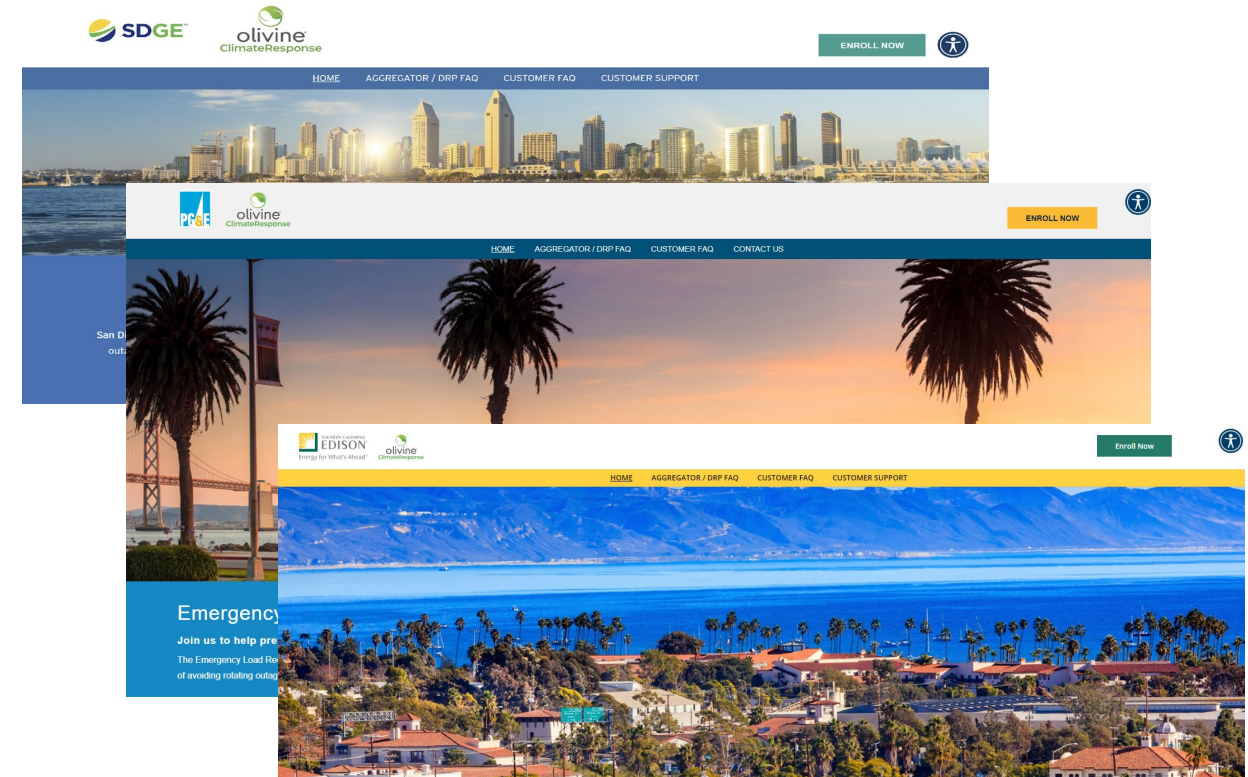 SDGE™
olivine
ClimateResponse
ENROLL NOW
HOME AGGREGATOR / DRP FAQ CUSTOMER FAQ CUSTOMER SUPPORT
San Di
outa
PG&E
olivine
ClimateResponse
ENROLL NOW
HOME AGGREGATOR / DRP FAQ CUSTOMER FAQ CONTACT US
Emergency
Join us to help pre
The Emergency Load Re
of avoiding rotating outag
SOUTHERN CALIFORNIA
EDISON
Energy for What's Ahead
olivine
ClimateResponse
Enroll Now
HOME AGGREGATOR / DRP FAQ CUSTOMER FAQ CUSTOMER SUPPORT